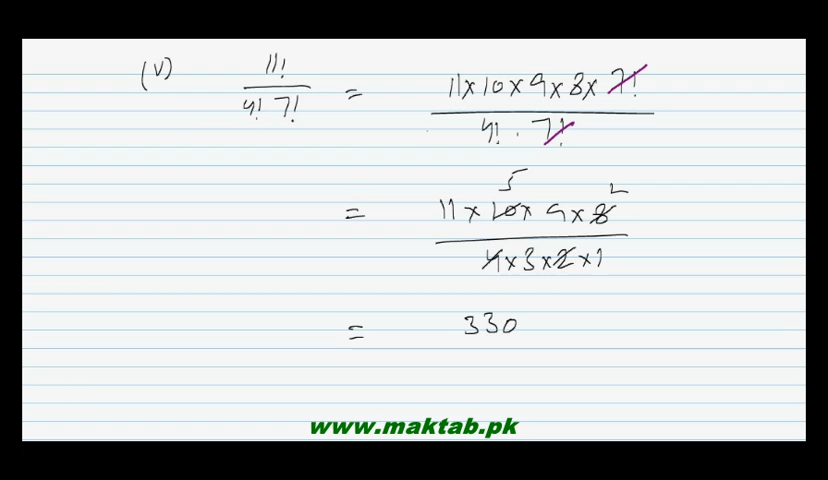 (V) 11! / 4! 7! = 11 x 10 x 9 x 8 x 7! / 4! . 7!
= 11 x 10 x 9 x 8 / 4 x 3 x 2 x 1
5 2
= 330
www.maktab.pk